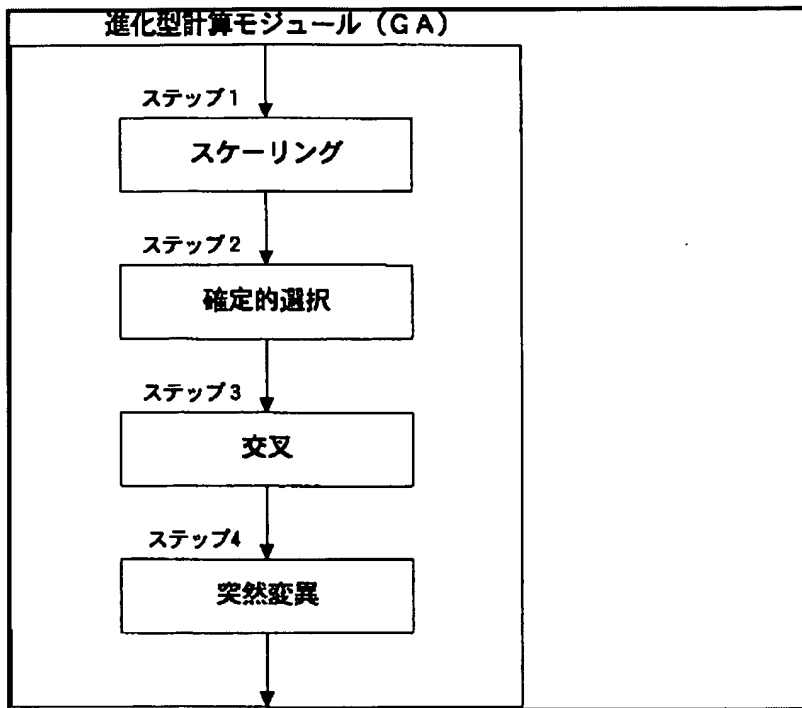 進化型計算モジュール（ＧＡ）
ステップ１
スケーリング
ステップ２
確定的選択
ステップ３
交叉
ステップ4
突然変異